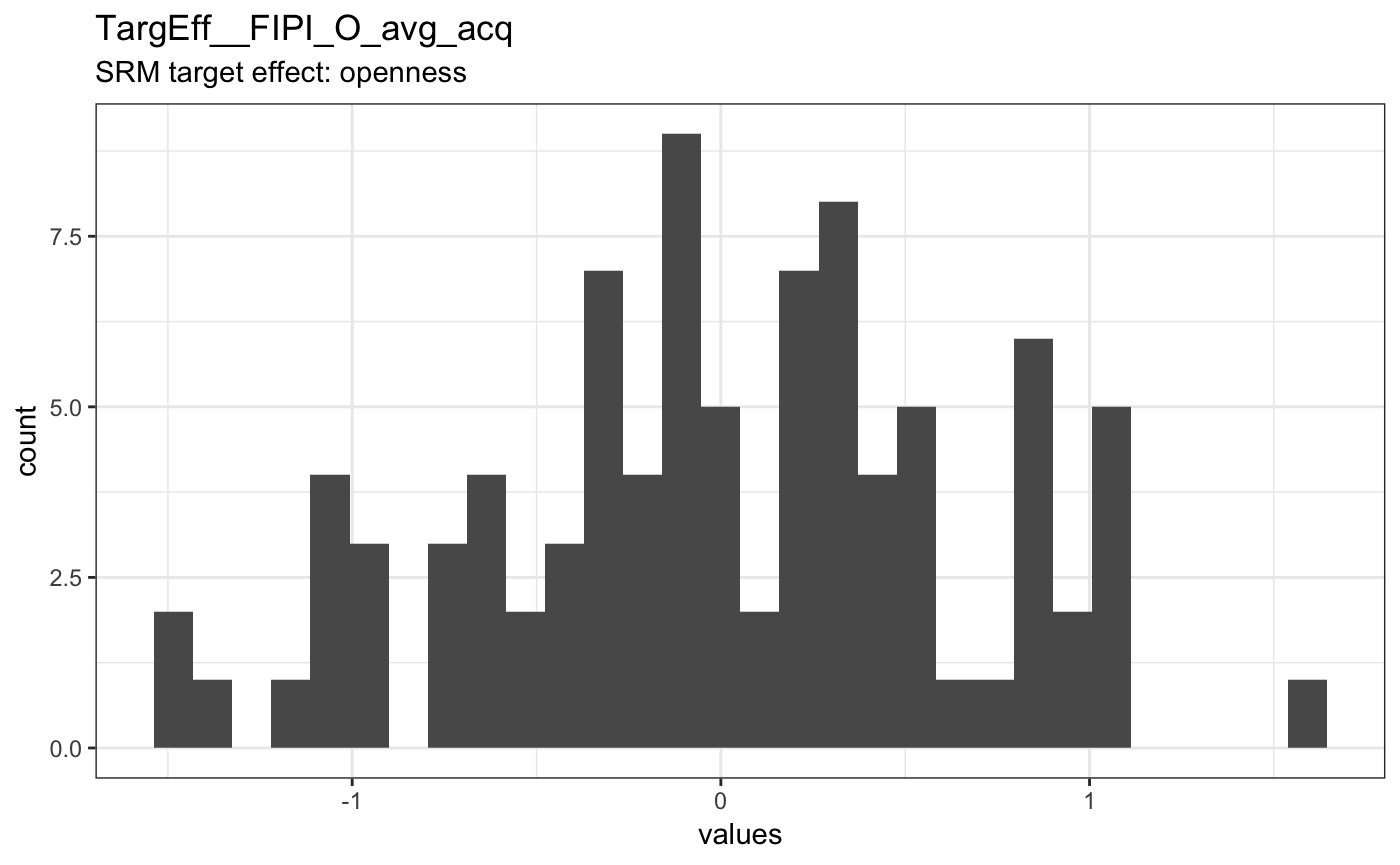 TargEff__FIPI_O_avg_acq
SRM target effect: openness
7.5
5.0
2.5
0.0
count
-1
0
1
values